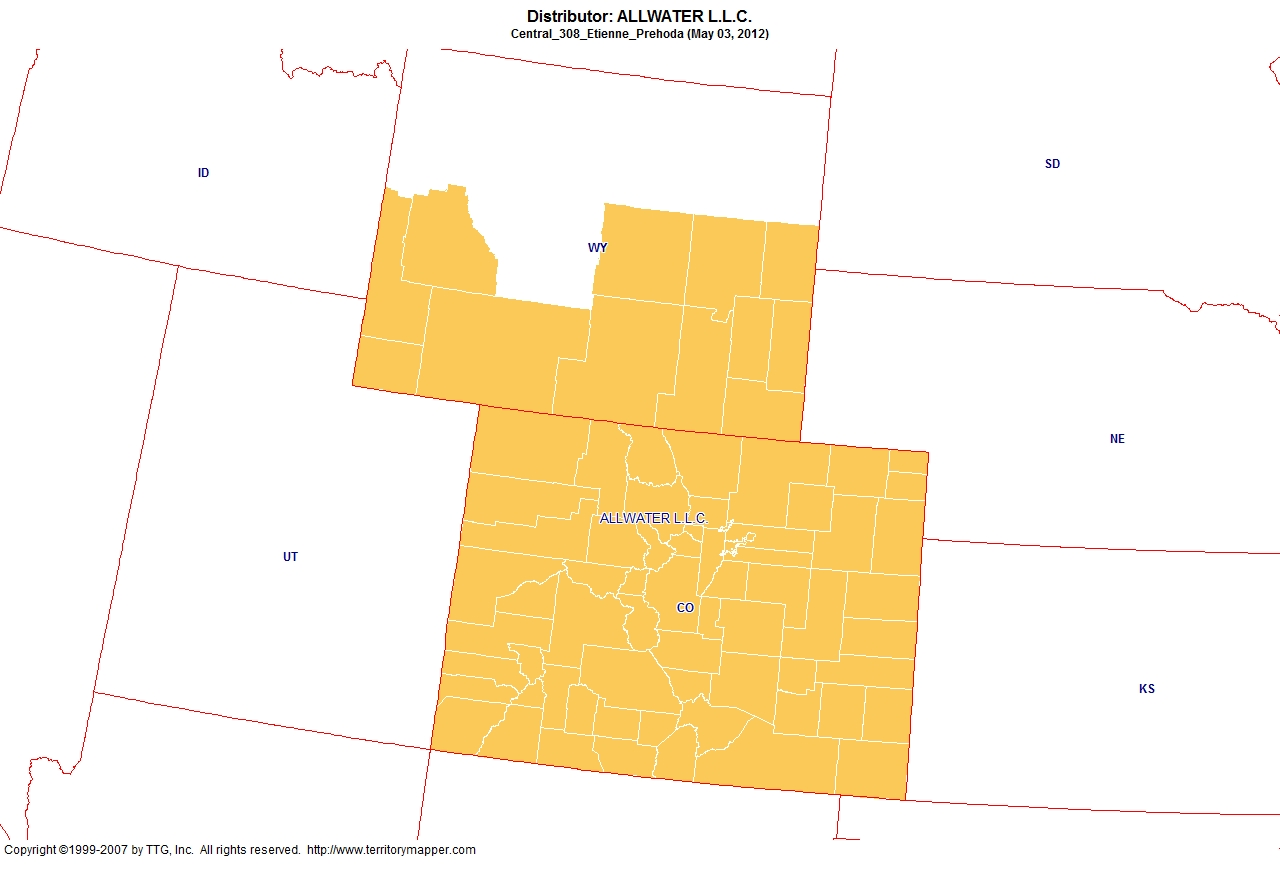 Distributor: ALLWATER L.L.C.
Central_308_Etienne_Prehoda (May 03, 2012)
ID
SD
WY
NE
ALLWATER L.L.C.
UT
CO
KS
Copyright ©1999-2007 by TTG, Inc.  All rights reserved.  http://www.territorymapper.com